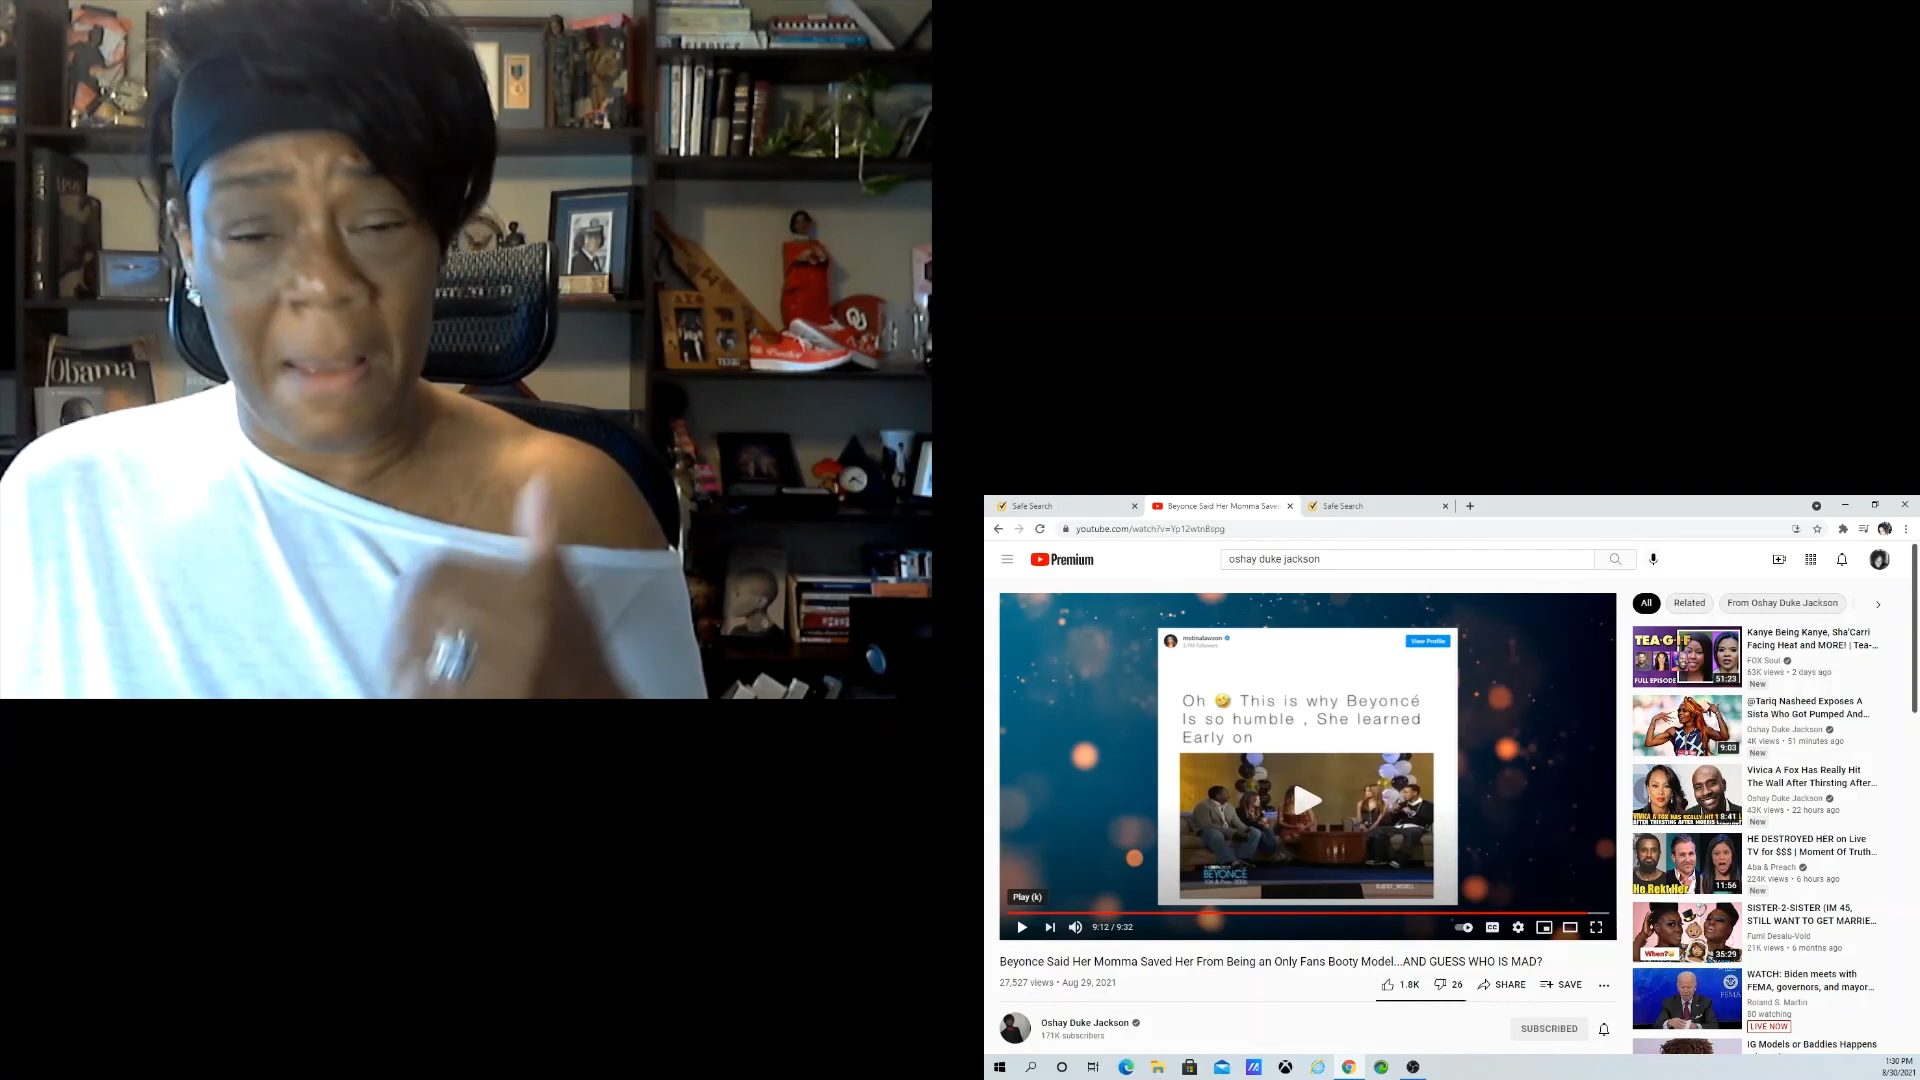 Obama
OU
Safe Search
Beyonce Said Her Momma Save
Safe Search
youtube.com/watch?v=Yp12wtnBspg
Premium
oshay duke jackson
mstinalawson
View Profile
Oh 🤣 This is why Beyoncé
Is so humble , She learned
Early on
BEYONCE
Play (k)
9:12 / 9:32
Beyonce Said Her Momma Saved Her From Being an Only Fans Booty Model...AND GUESS WHO IS MAD?
27,527 views • Aug 29, 2021
1.8K
26
SHARE
SAVE
Oshay Duke Jackson
171K subscribers
SUBSCRIBED
All
Related
From Oshay Duke Jackson
TEA-G-IF
FULL EPISODE
51:23
Kanye Being Kanye, Sha'Carri
Facing Heat and MORE! | Tea-...
FOX Soul
63K views • 2 days ago
New
9:03
@Tariq Nasheed Exposes A
Sista Who Got Pumped And...
Oshay Duke Jackson
4K views • 51 minutes ago
New
8:41
Vivica A Fox Has Really Hit
The Wall After Thirsting After...
Oshay Duke Jackson
43K views • 22 hours ago
New
He Rekt Her
11:56
HE DESTROYED HER on Live
TV for $$$ | Moment Of Truth...
Aba & Preach
224K views • 6 hours ago
New
When?
35:29
SISTER-2-SISTER (IM 45,
STILL WANT TO GET MARRIE...
Fumi Desalu-Vold
21K views • 6 months ago
FEMA
WATCH: Biden meets with
FEMA, governors, and mayor...
Roland S. Martin
80 watching
LIVE NOW
IG Models or Baddies Happens
1:30 PM
8/30/2021